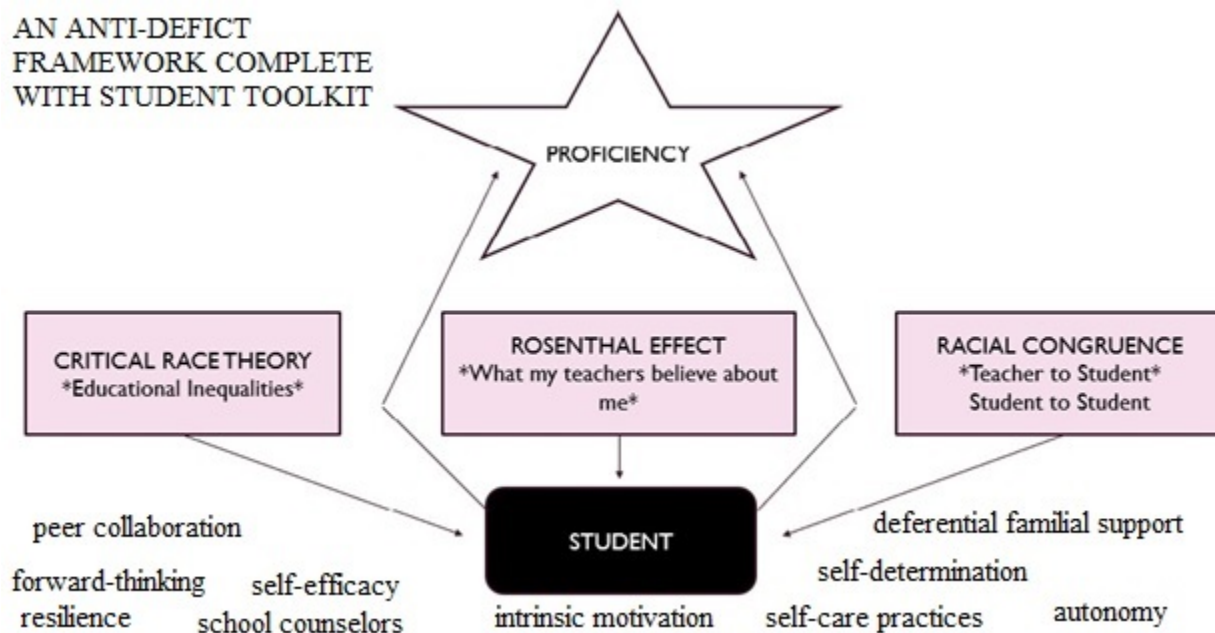 AN ANTI-DEFICT
FRAMEWORK COMPLETE
WITH STUDENT TOOLKIT
PROFICIENCY
CRITICAL RACE THEORY
*Educational Inequalities*
ROSENTHAL EFFECT
*What my teachers believe about
me*
RACIAL CONGRUENCE
*Teacher to Student*
Student to Student
STUDENT
peer collaboration
forward-thinking
self-efficacy
resilience
school counselors
intrinsic motivation
deferential familial support
self-determination
self-care practices
autonomy